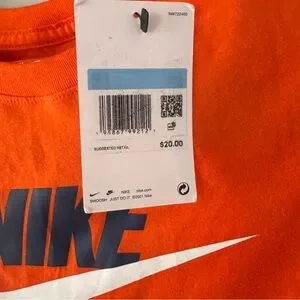 SUGGESTED RETAIL
$20.00
NIKE nike.com
SWOOSH JUST DO IT ©2021 Nike
NIKE